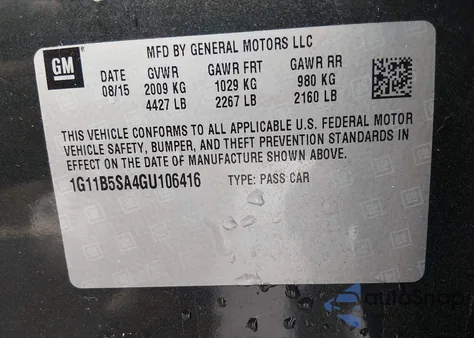 GM
MFD BY GENERAL MOTORS LLC
DATE GVWR GAWR FRT GAWR RR
08/15 2009 KG 1029 KG 980 KG
4427 LB 2267 LB 2160 LB
THIS VEHICLE CONFORMS TO ALL APPLICABLE U.S. FEDERAL MOTOR
VEHICLE SAFETY, BUMPER, AND THEFT PREVENTION STANDARDS IN
EFFECT ON THE DATE OF MANUFACTURE SHOWN ABOVE.
1G11B5SA4GU106416 TYPE: PASS CAR
AutoShop